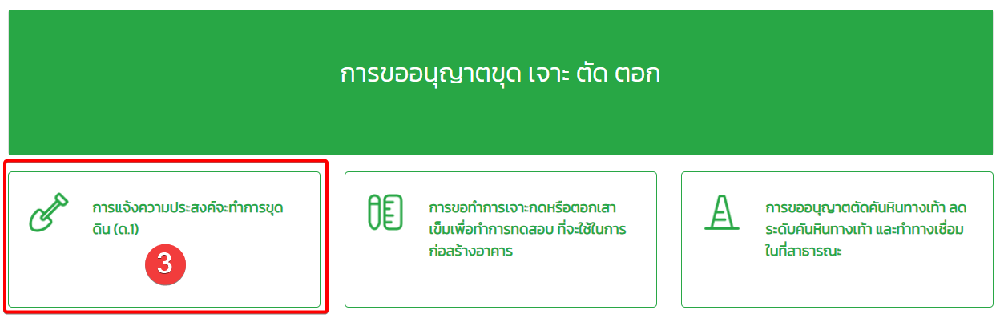 การขออนุญาตขุด เจาะ ตัด ตอก
การแจ้งความประสงค์จะทำการขุด
ดิน (ด.1)
3
การขอทำการเจาะกดหรือตอกเสา
เข็มเพื่อทำการทดสอบ ที่จะใช้ในการ
ก่อสร้างอาคาร
การขออนุญาตตัดคันหินทางเท้า ลด
ระดับคันหินทางเท้า และทำทางเชื่อม
ในที่สาธารณะ